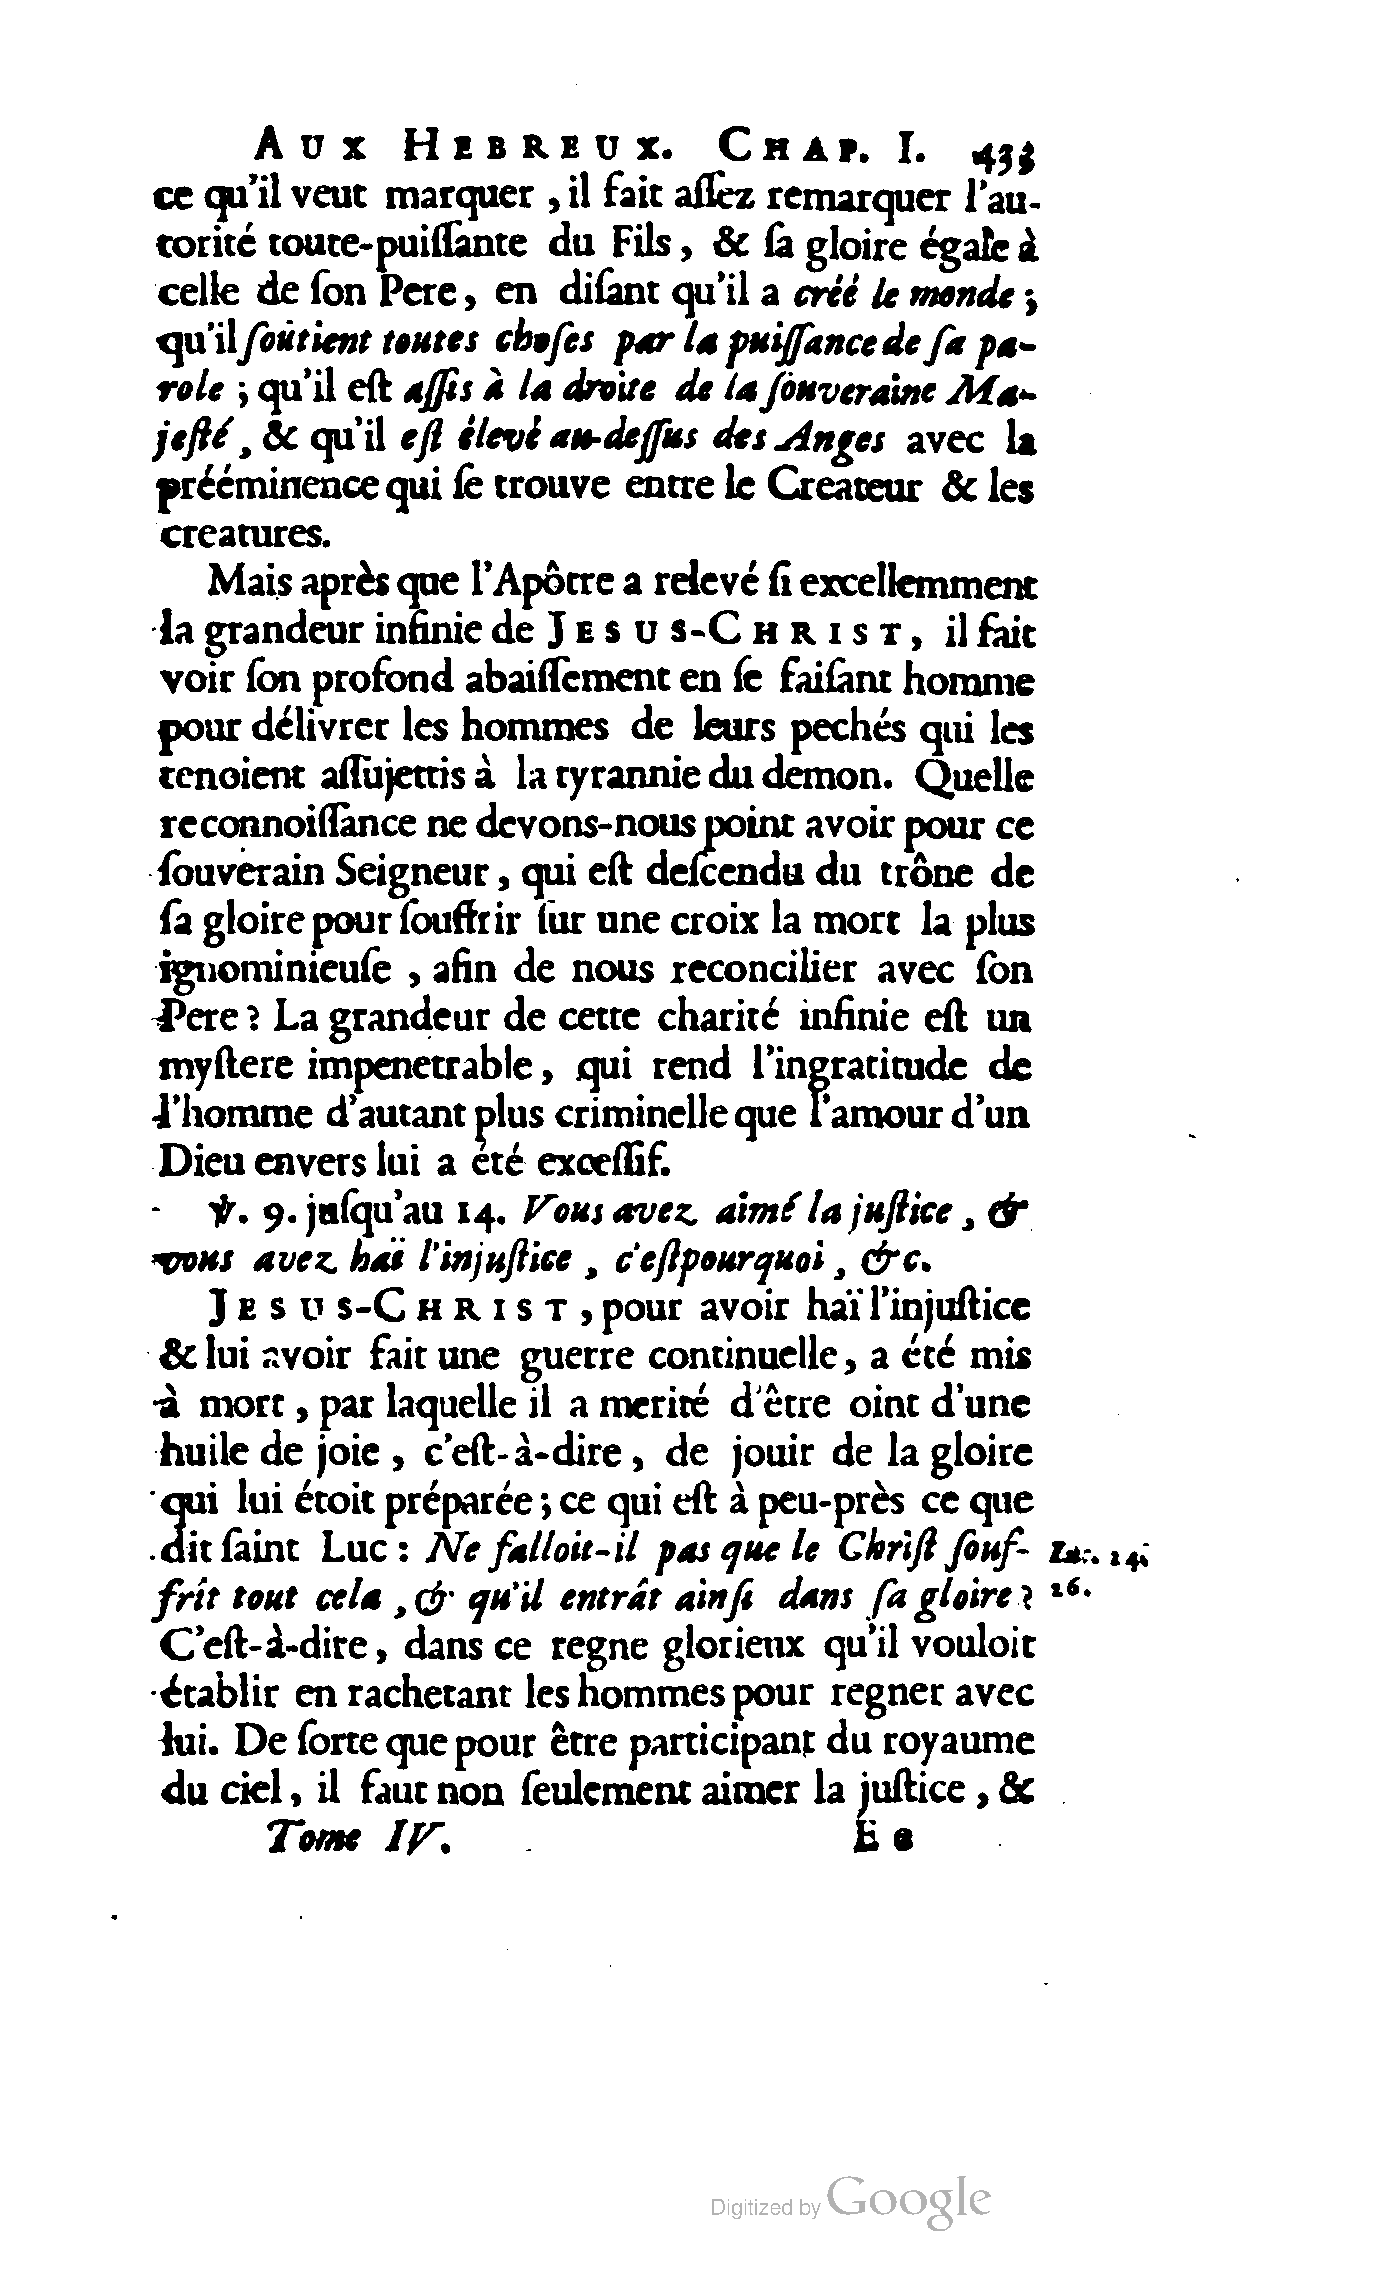 AUX HEBREUX. CHAP. I. 433
ce qu'il veut marquer, il fait aſſez remarquer l'au-
torité toute-puiſſante du Fils, & ſa gloire égale à
celle de ſon Pere, en diſant qu'il a créé le monde;
qu'il ſoûtient toutes choſes par la puiſſance de ſa pa-
role; qu'il eſt aſſis à la droite de la ſouveraine Ma-
jeſté, & qu'il eſt élevé au-deſſus des Anges avec la
prééminence qui ſe trouve entre le Createur & les
creatures.
Mais après que l'Apôtre a relevé ſi excellemment
la grandeur infinie de JESUS-CHRIST, il fait
voir ſon profond abaiſſement en ſe faiſant homme
pour délivrer les hommes de leurs pechés qui les
tenoient aſſujettis à la tyrannie du demon. Quelle
reconnoiſſance ne devons-nous point avoir pour ce
ſouverain Seigneur, qui eſt deſcendu du trône de
ſa gloire pour ſouffrir ſur une croix la mort la plus
ignominieuſe, afin de nous reconcilier avec ſon
Pere? La grandeur de cette charité infinie eſt un
myſtere impenetrable, qui rend l'ingratitude de
l'homme d'autant plus criminelle que l'amour d'un
Dieu envers lui a été exceſſif.
℣. 9. juſqu'au 14. Vous avez aimé la juſtice, &
vous avez haï l'injuſtice, c'eſtpourquoi, &c.
JESUS-CHRIST, pour avoir haï l'injuſtice
& lui avoir fait une guerre continuelle, a été mis
à mort, par laquelle il a merité d'être oint d'une
huile de joie, c'eſt-à-dire, de jouir de la gloire
qui lui étoit préparée; ce qui eſt à peu-près ce que
dit ſaint Luc: Ne falloit-il pas que le Chriſt ſouf-
frît tout cela, & qu'il entrât ainſi dans ſa gloire?
Luc. 24.
26.
C'eſt-à-dire, dans ce regne glorieux qu'il vouloit
établir en rachetant les hommes pour regner avec
lui. De ſorte que pour être participant du royaume
du ciel, il faut non ſeulement aimer la juſtice, &
Tome IV. E e
Digitized by Google